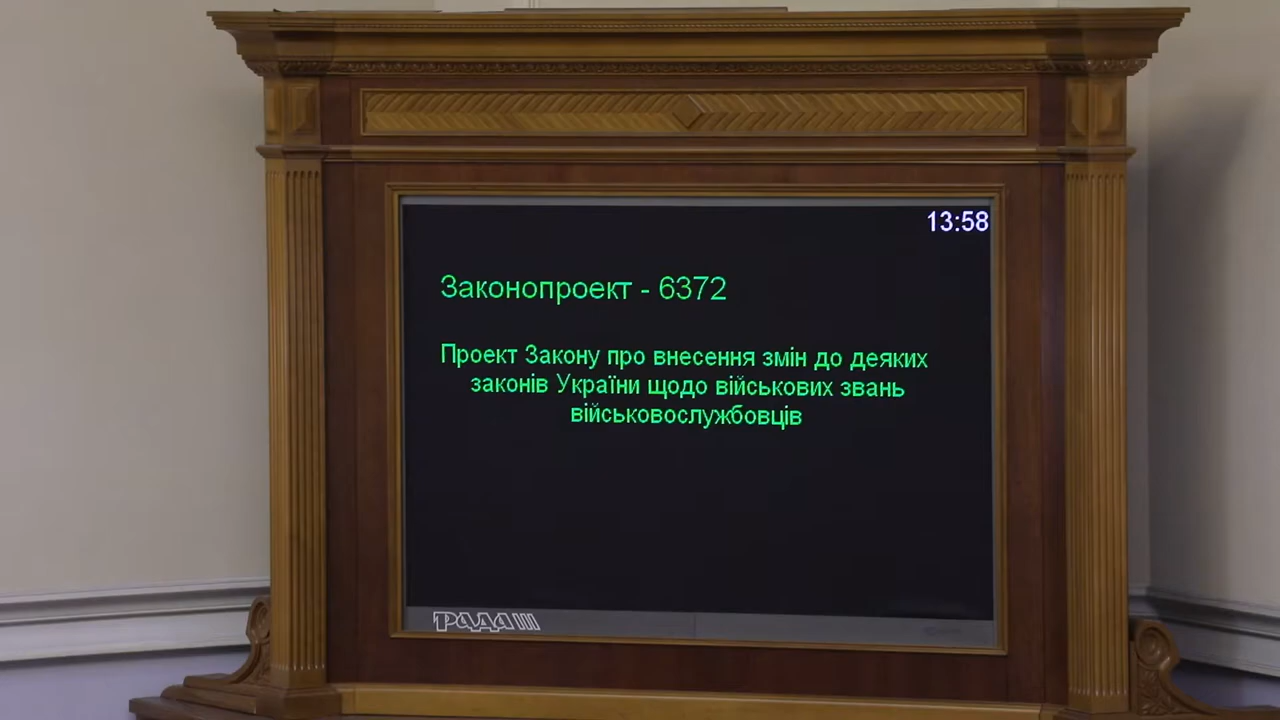 13:58
Законопроект - 6372
Проект Закону про внесення змін до деяких
законів України щодо військових звань
військовослужбовців
РАДА